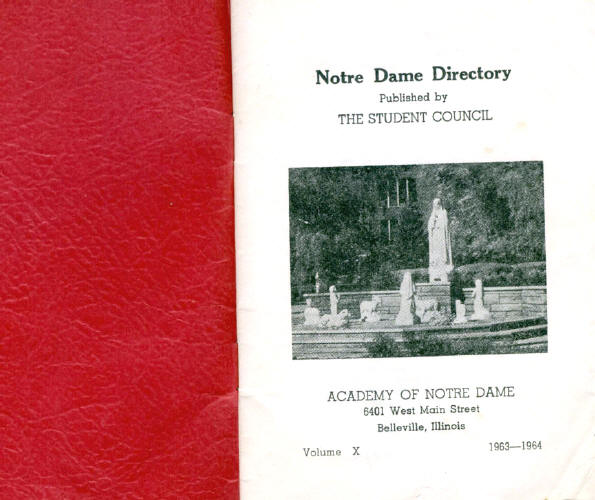 Notre Dame Directory
Published by
THE STUDENT COUNCIL
ACADEMY OF NOTRE DAME
6401 West Main Street
Belleville, Illinois
Volume X 1963—1964